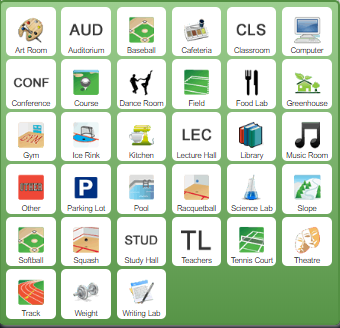 AUD
CLS
Art Room
Auditorium
Baseball
Cafeteria
Classroom
Computer
CONF
Conference
Course
Dance Room
Field
Food Lab
Greenhouse
LEC
Gym
Ice Rink
Kitchen
Lecture Hall
Library
Music Room
P
Other
Parking Lot
Pool
Racquetball
Science Lab
Slope
STUD
TL
Softball
Squash
Study Hall
Teachers
Tennis Court
Theatre
Track
Weight
Writing Lab